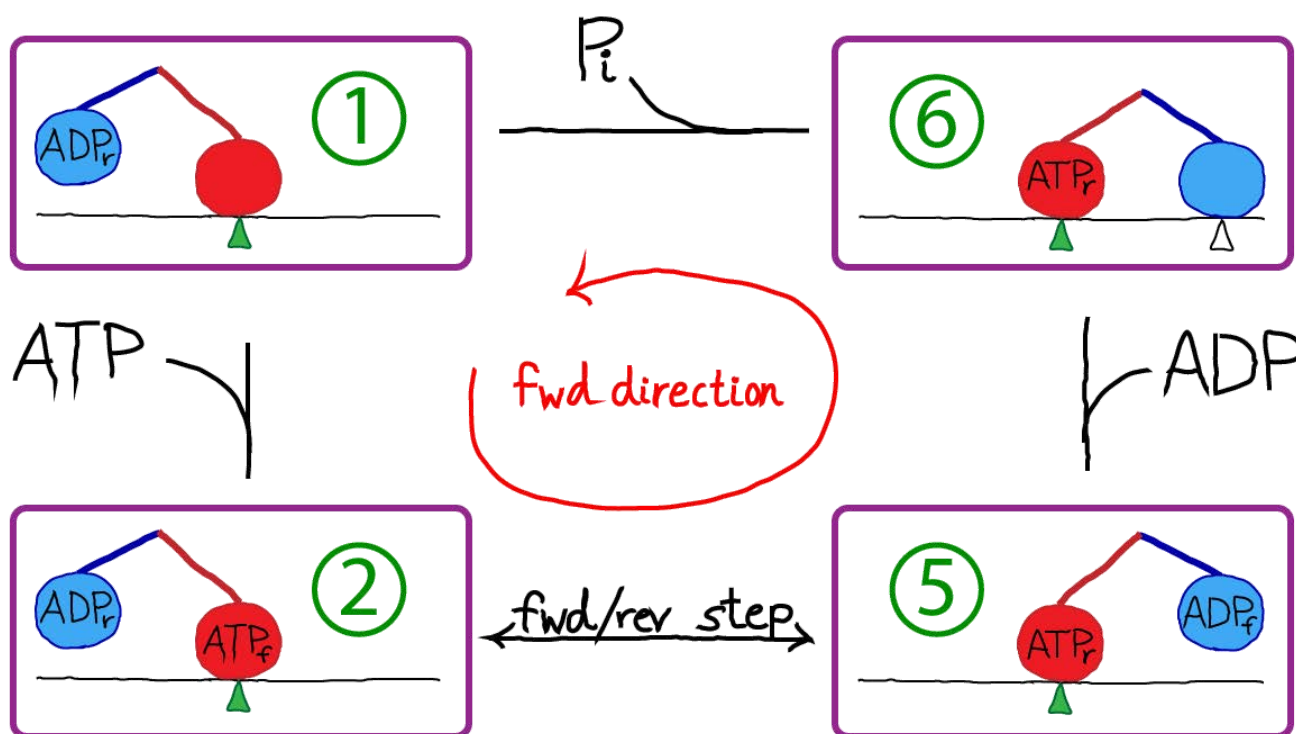 Pi
① ⑥
ADPr
ATPr
ATP
fwd direction
ADP
② ⑤
ADPr
ATPf
fwd/rev step
ATPr
ADPf